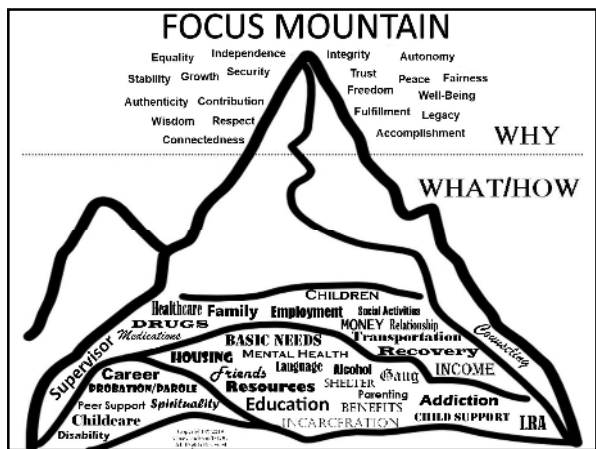 FOCUS MOUNTAIN
Equality Independence Integrity Autonomy
Stability Growth Security Trust Peace Fairness
Freedom Well-Being
Authenticity Contribution
Fulfillment Legacy
Wisdom Respect
Accomplishment
Connectedness
WHY
WHAT/HOW
CHILDREN
Healthcare Family Employment Social Activities
DRUGS MONEY Relationship
Medications BASIC NEEDS Transportation
Supervisor HOUSING MENTAL HEALTH Recovery Counseling
Career Friends Language Alcohol Gang INCOME
PROBATION/PAROLE Resources SHELTER
Peer Support Spirituality Education Parenting Addiction
BENEFITS
Childcare INCARCERATION CHILD SUPPORT LRA
Disability